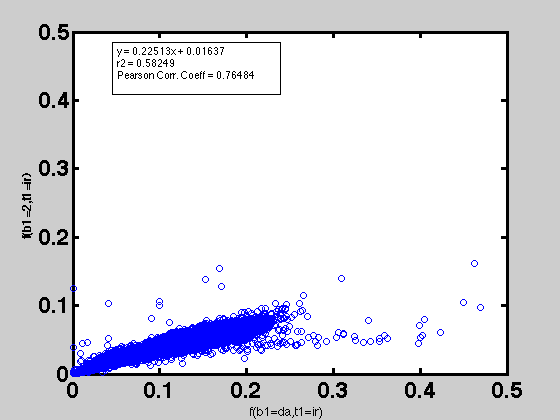 0.5
y = 0.22513x + 0.01637
r2 = 0.58249
Pearson Corr. Coeff = 0.76484
0.4
0.3
f(b1=2,t1=ir)
0.2
0.1
0
0 0.1 0.2 0.3 0.4 0.5
f(b1=da,t1=ir)